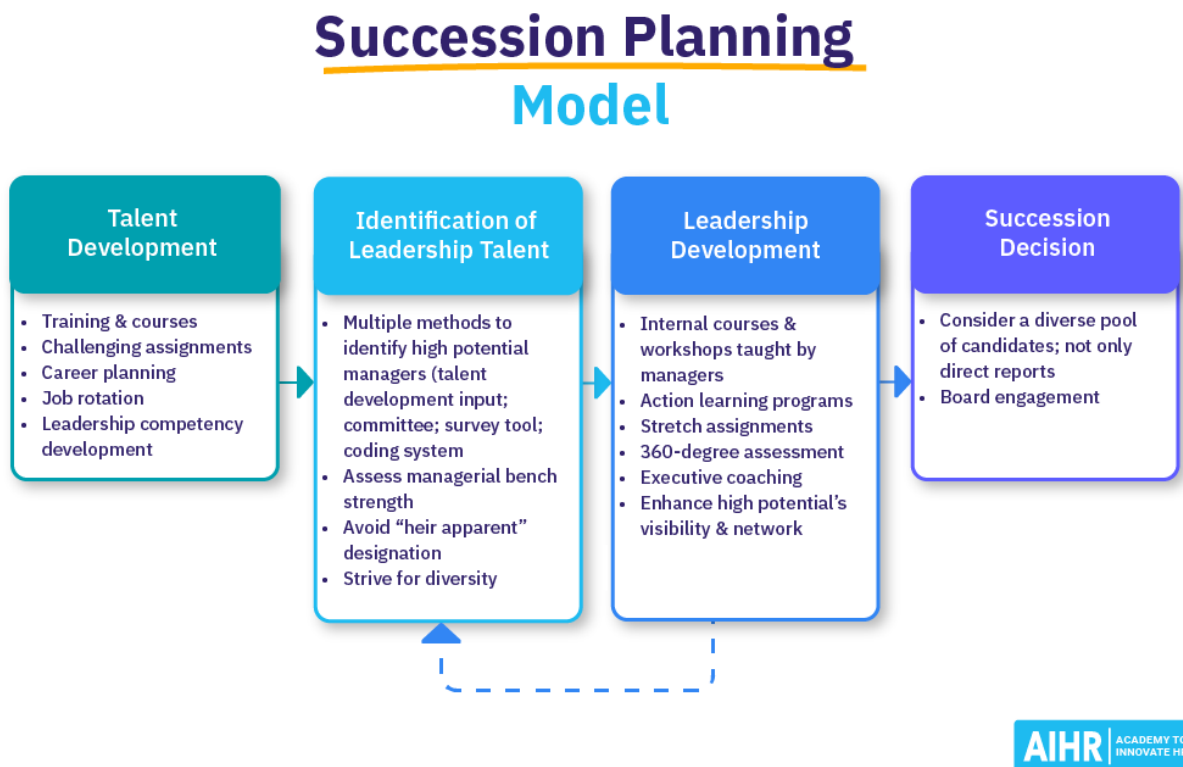 Succession Planning
Model
Talent
Development
• Training & courses
• Challenging assignments
• Career planning
• Job rotation
• Leadership competency
development
Identification of
Leadership Talent
• Multiple methods to
identify high potential
managers (talent
development input;
committee; survey tool;
coding system
• Assess managerial bench
strength
• Avoid “heir apparent”
designation
• Strive for diversity
Leadership
Development
• Internal courses &
workshops taught by
managers
• Action learning programs
• Stretch assignments
• 360-degree assessment
• Executive coaching
• Enhance high potential’s
visibility & network
Succession
Decision
• Consider a diverse pool
of candidates; not only
direct reports
• Board engagement
AIHR
ACADEMY TO
INNOVATE